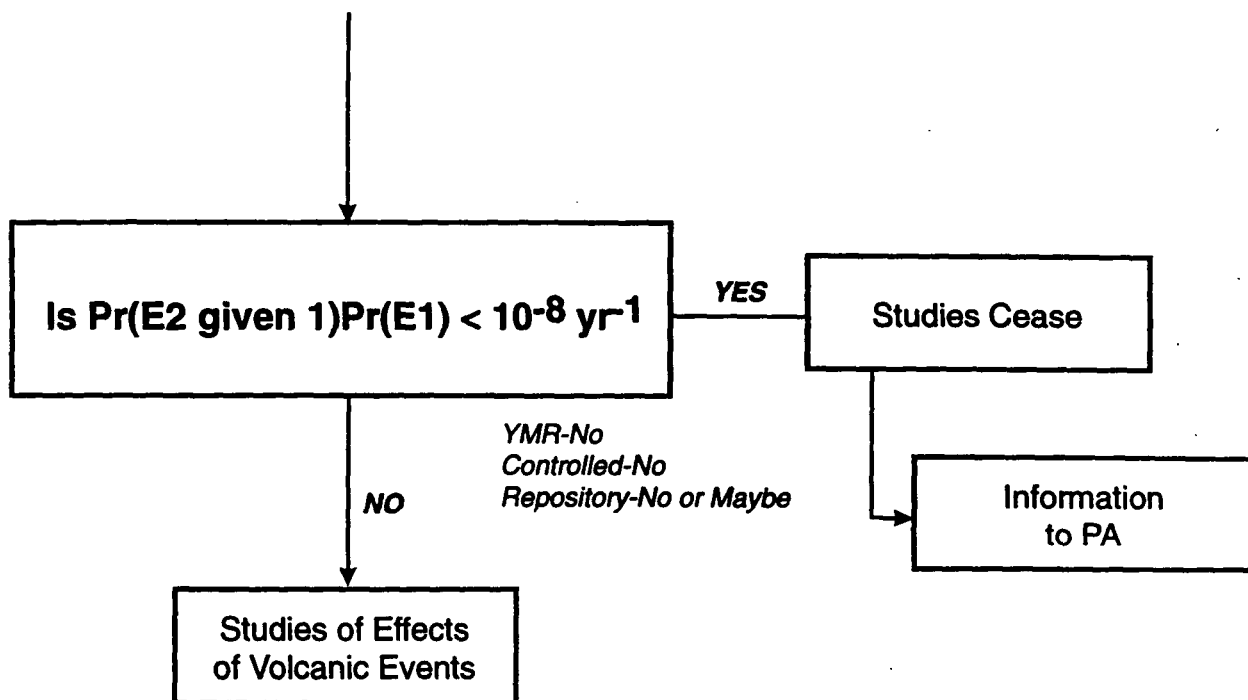 Is Pr(E2 given 1)Pr(E1) < 10⁻⁸ yr⁻¹
YES
Studies Cease
YMR-No
Controlled-No
Repository-No or Maybe
NO
Information
to PA
Studies of Effects
of Volcanic Events